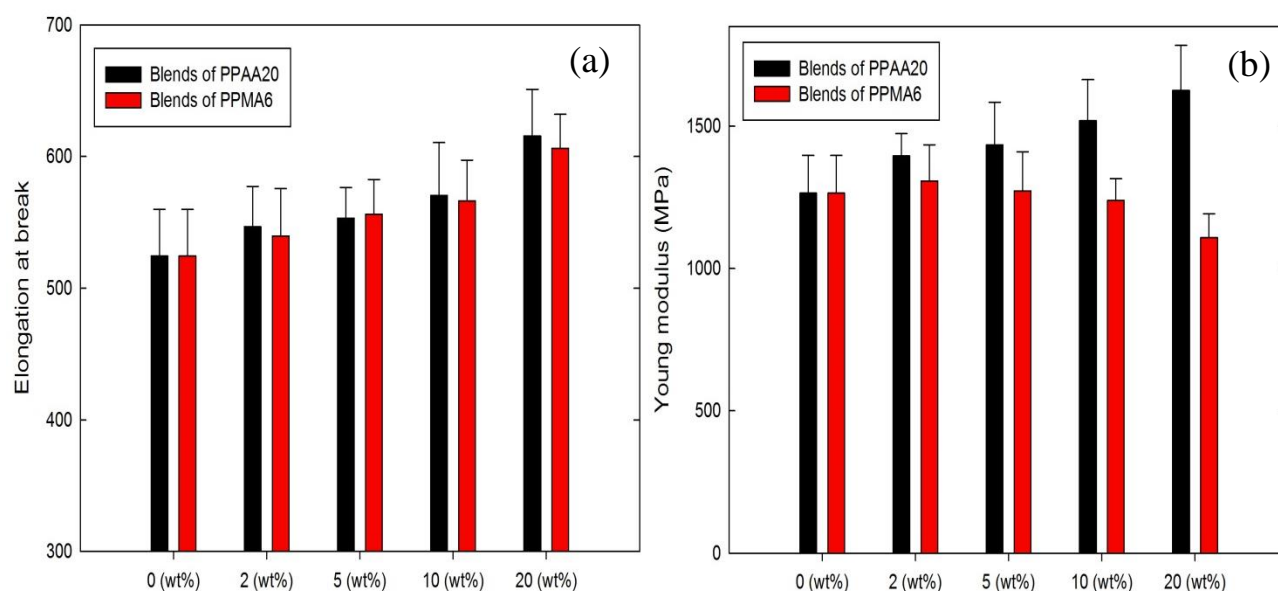 700
600
500
400
300
Elongation at break
Blends of PPAA20
Blends of PPMA6
(a)
0 (wt%) 2 (wt%) 5 (wt%) 10 (wt%) 20 (wt%)
1500
1000
500
0
Young modulus (MPa)
Blends of PPAA20
Blends of PPMA6
(b)
0 (wt%) 2 (wt%) 5 (wt%) 10 (wt%) 20 (wt%)